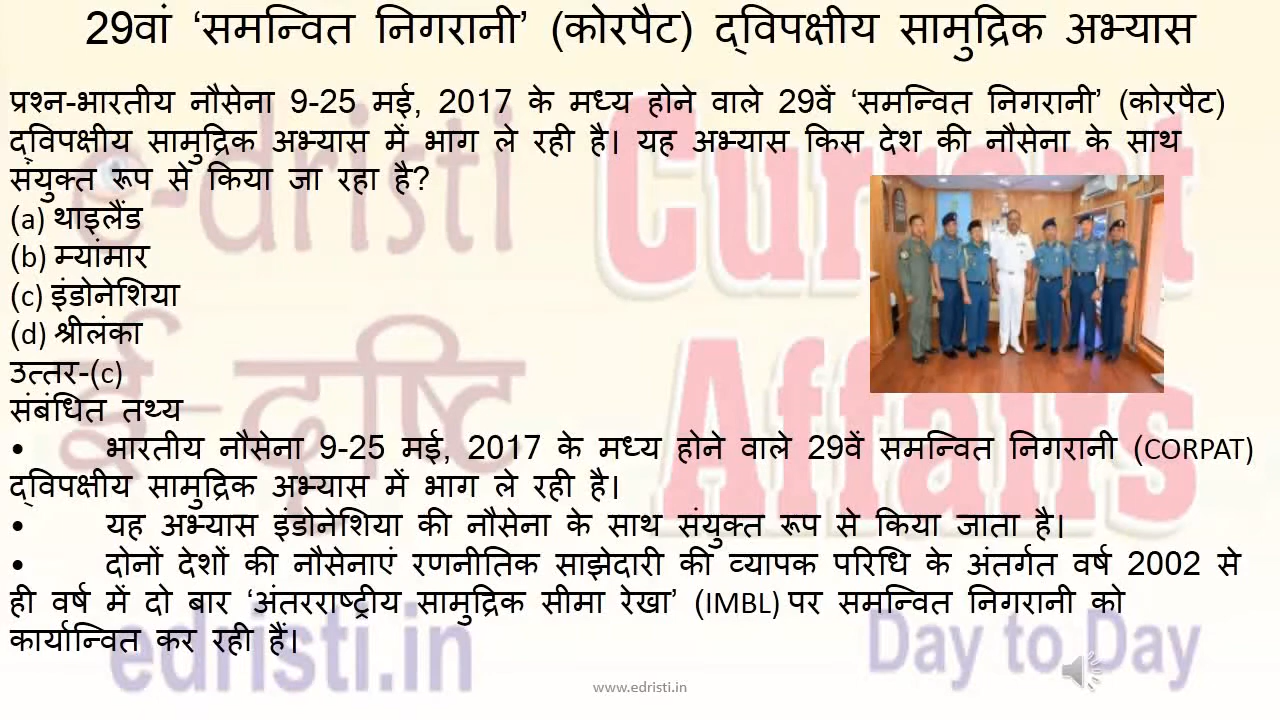 29वां ‘समन्वित निगरानी’ (कोरपैट) द्विपक्षीय सामुद्रिक अभ्यास
प्रश्न-भारतीय नौसेना 9-25 मई, 2017 के मध्य होने वाले 29वें ‘समन्वित निगरानी’ (कोरपैट)
द्विपक्षीय सामुद्रिक अभ्यास में भाग ले रही है। यह अभ्यास किस देश की नौसेना के साथ
संयुक्त रूप से किया जा रहा है?
(a) थाइलैंड
(b) म्यांमार
(c) इंडोनेशिया
(d) श्रीलंका
उत्तर-(c)
संबंधित तथ्य
• भारतीय नौसेना 9-25 मई, 2017 के मध्य होने वाले 29वें समन्वित निगरानी (CORPAT)
द्विपक्षीय सामुद्रिक अभ्यास में भाग ले रही है।
• यह अभ्यास इंडोनेशिया की नौसेना के साथ संयुक्त रूप से किया जाता है।
• दोनों देशों की नौसेनाएं रणनीतिक साझेदारी की व्यापक परिधि के अंतर्गत वर्ष 2002 से
ही वर्ष में दो बार ‘अंतरराष्ट्रीय सामुद्रिक सीमा रेखा’ (IMBL) पर समन्वित निगरानी को
कार्यान्वित कर रही हैं।
e-dristi
Current
ई-दृष्टि
Affairs
edristi.in
Day to Day
www.edristi.in